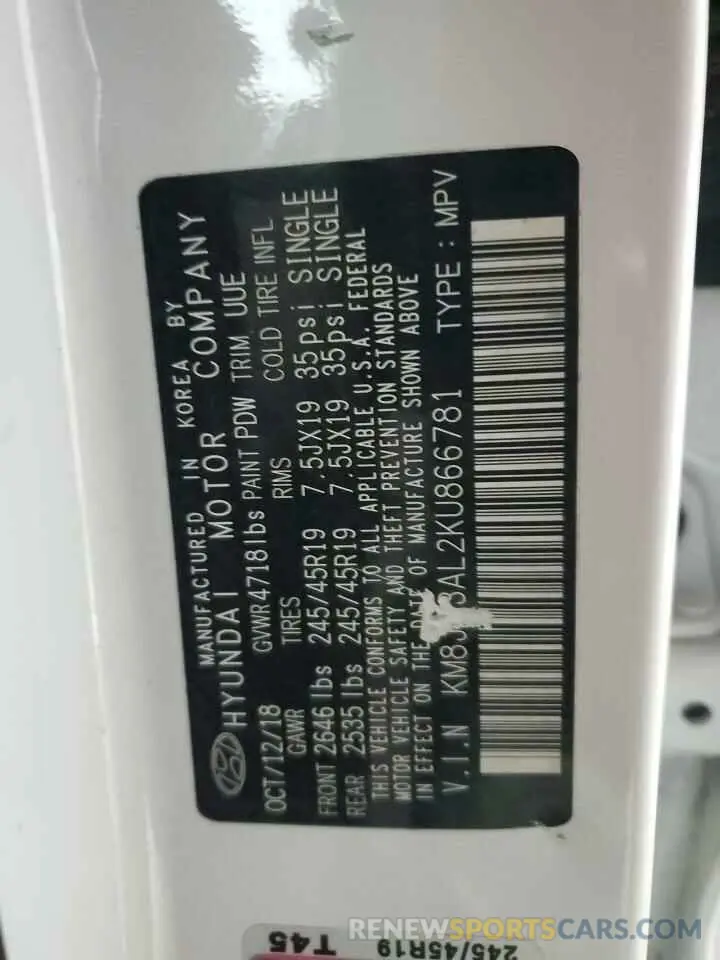 MANUFACTURED IN KOREA BY
HYUNDAI MOTOR COMPANY
OCT/12/18 GVWR4718lbs PAINT PDW TRIM UUE
GAWR TIRES RIMS COLD TIRE INFL
FRONT 2646lbs 245/45R19 7.5JX19 35psi SINGLE
REAR 2535lbs 245/45R19 7.5JX19 35psi SINGLE
THIS VEHICLE CONFORMS TO ALL APPLICABLE U.S.A. FEDERAL
MOTOR VEHICLE SAFETY AND THEFT PREVENTION STANDARDS
IN EFFECT ON THE DATE OF MANUFACTURE SHOWN ABOVE
V.I.N TYPE : MPV
245/45R19
T45
RENEWSPORTSCARS.COM